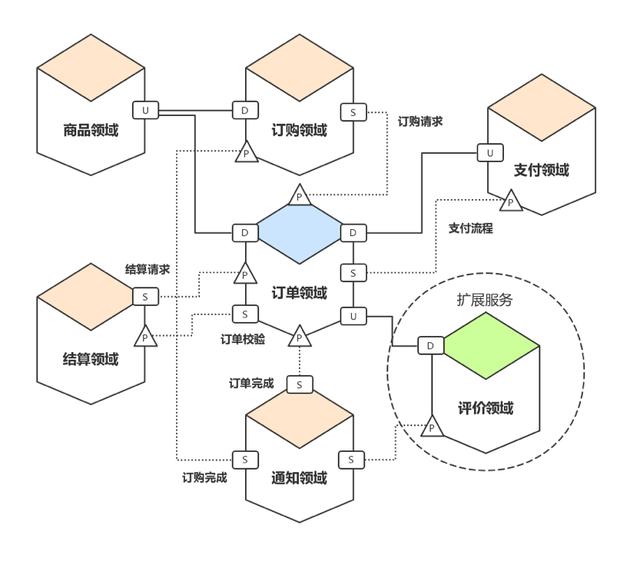 U
D
商品领域
订购领域
S
订购请求
P
U
支付领域
P
P
D
D
支付流程
结算请求
P
S
订单领域
S
扩展服务
结算领域
P
S
订单校验
U
P
D
订单完成
S
评价领域
P
S
通知领域
S
订购完成